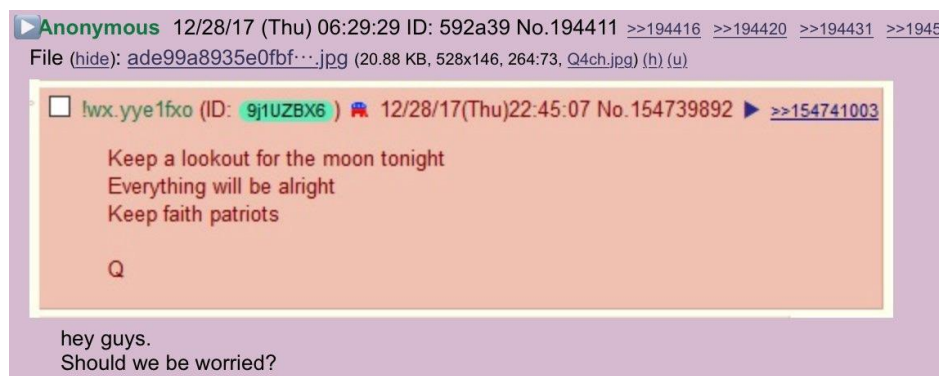 Anonymous 12/28/17 (Thu) 06:29:29 ID: 592a39 No.194411 >>194416 >>194420 >>194431 >>1945
File (hide): ade99a8935e0fbf⋯.jpg (20.88 KB, 528x146, 264:73, Q4ch.jpg) (h) (u)
!wx.yye1fxo (ID: 9j1UZBX6) 12/28/17(Thu)22:45:07 No.154739892 ▶ >>154741003
Keep a lookout for the moon tonight
Everything will be alright
Keep faith patriots
Q
hey guys.
Should we be worried?